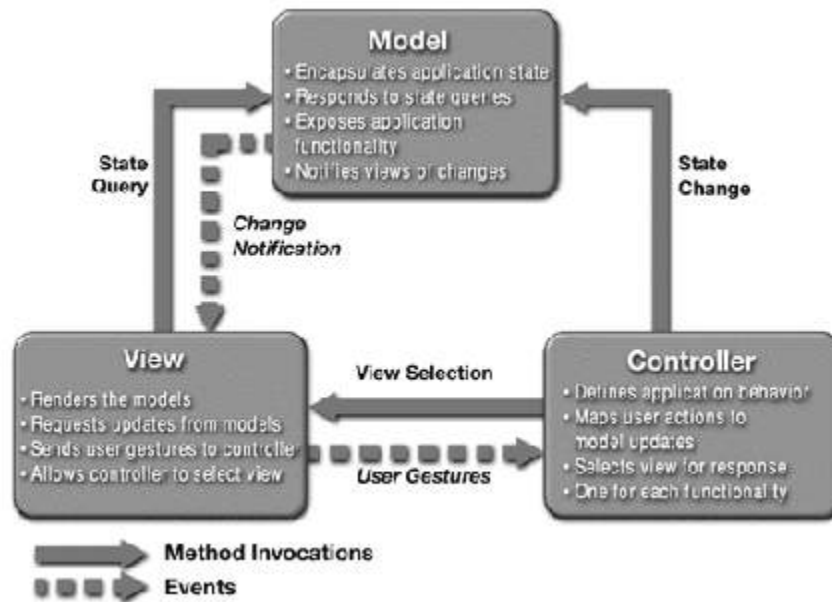 Model
• Encapsulates application state
• Responds to state queries
• Exposes application
functionality
• Notifies views of changes
State
Query
Change
Notification
State
Change
View
• Renders the models
• Requests updates from models
• Sends user gestures to controller
• Allows controller to select view
View Selection
User Gestures
Controller
• Defines application behavior
• Maps user actions to
model updates
• Selects view for response
• One for each functionality
Method Invocations
Events